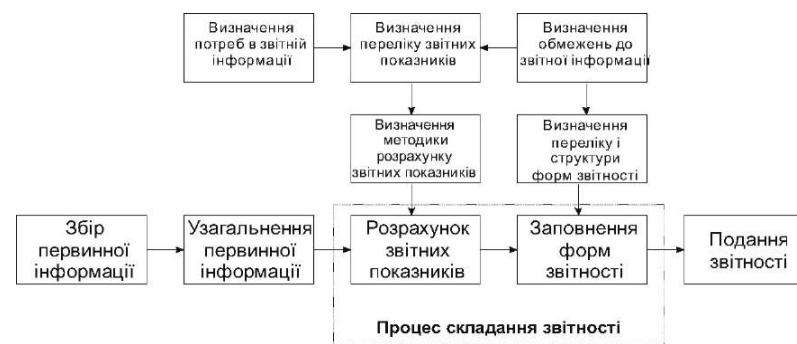 Визначення
потреб в звітній
інформації
Визначення
переліку звітних
показників
Визначення
обмежень до
звітної інформації
Визначення
методики
розрахунку
звітних показників
Визначення
переліку і
структури
форм звітності
Збір
первинної
інформації
Узагальнення
первинної
інформації
Розрахунок
звітних
показників
Заповнення
форм
звітності
Подання
звітності
Процес складання звітності